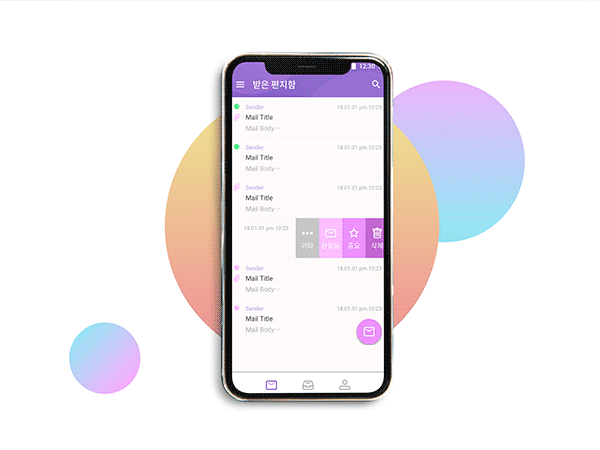 12:30
받은 편지함
Sender 18.01.01 pm.10:23
Mail Title
Mail Body…
Sender 18.01.01 pm.10:23
Mail Title
Mail Body…
Sender 18.01.01 pm.10:23
Mail Title
Mail Body…
18.01.01 pm.10:23
기타 안읽음 중요 삭제
Sender 18.01.01 pm.10:23
Mail Title
Mail Body…
Sender 18.01.01 pm.10:23
Mail Title
Mail Body…